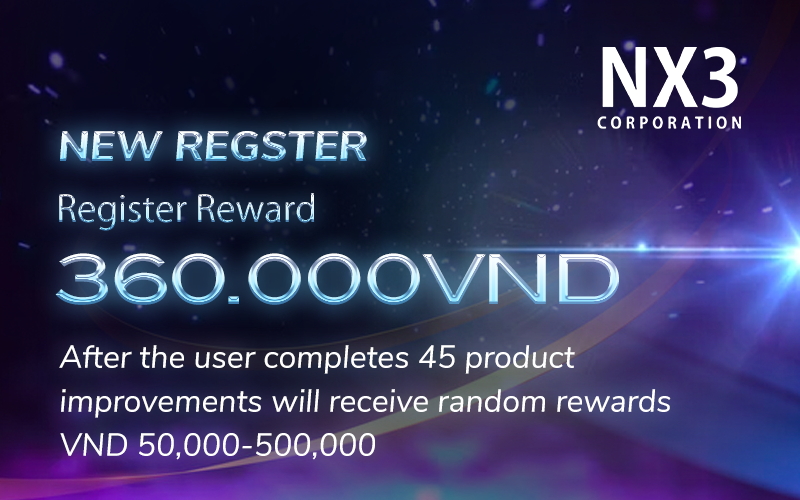 NX3
CORPORATION
NEW REGSTER
Register Reward
360.000VND
After the user completes 45 product
improvements will receive random rewards
VND 50,000-500,000